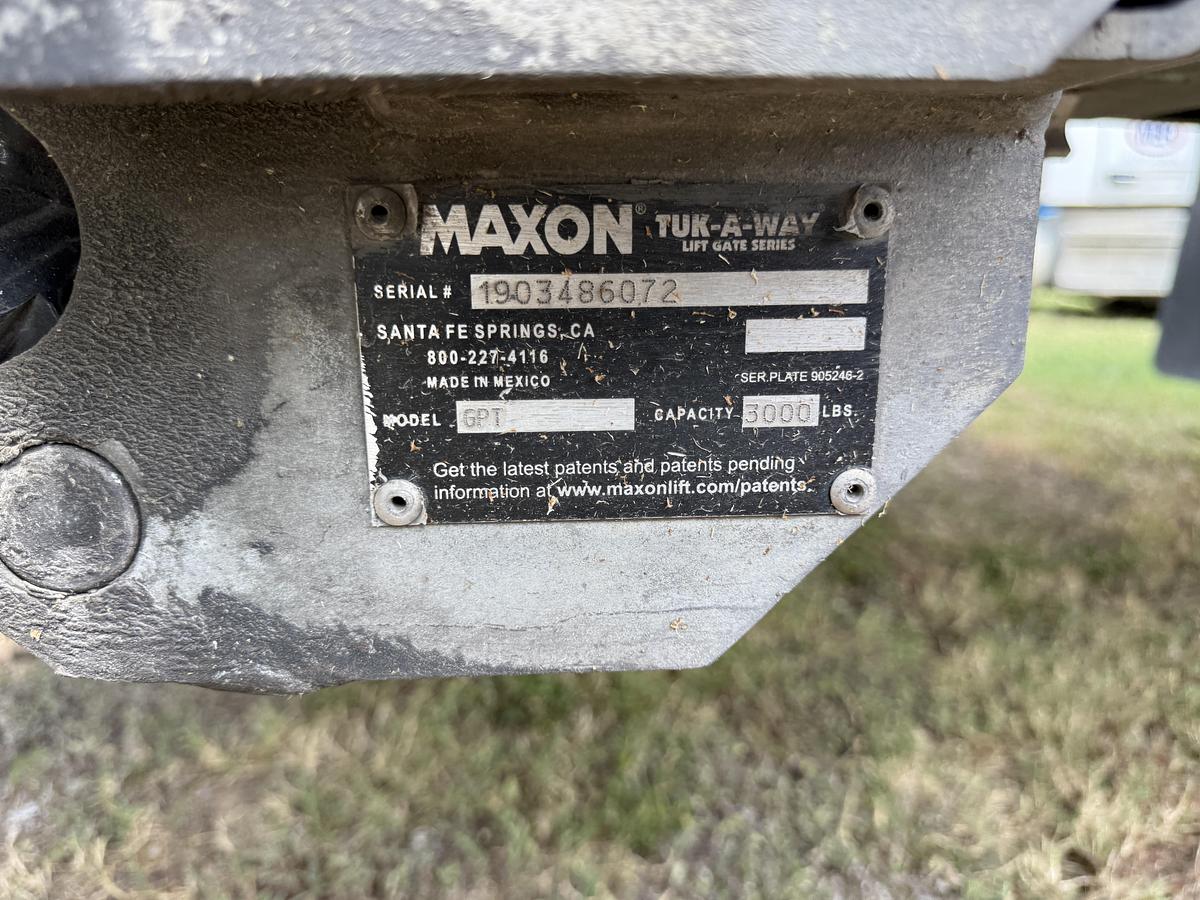 MAXON® TUK-A-WAY
LIFT GATE SERIES
SERIAL # 1903486072
SANTA FE SPRINGS, CA
800-227-4116
MADE IN MEXICO
SER.PLATE 905246-2
MODEL GPT CAPACITY 3000 LBS.
Get the latest patents and patents pending
information at www.maxonlift.com/patents.